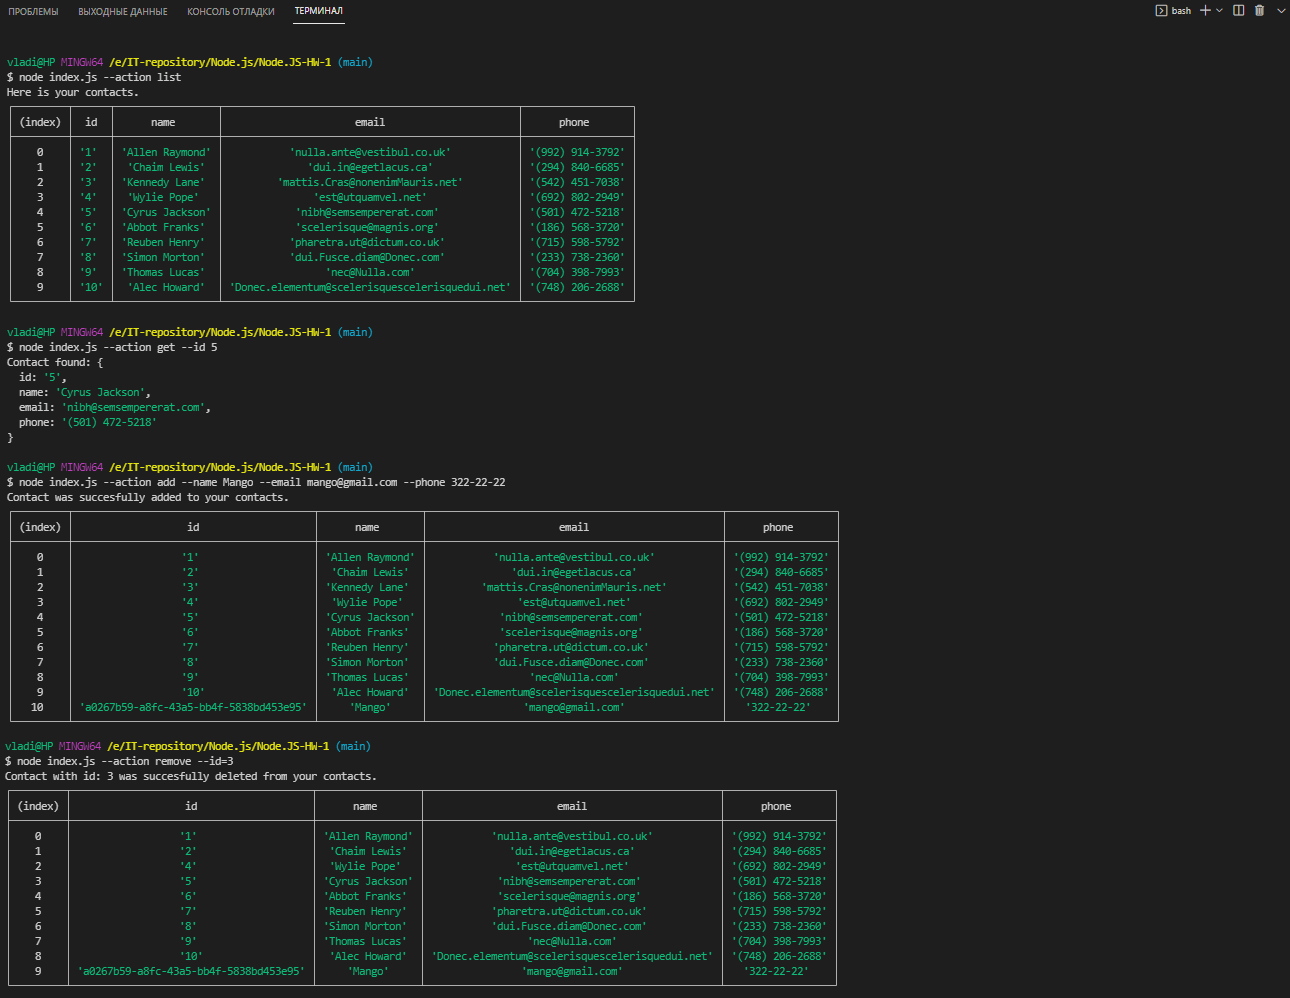 ПРОБЛЕМЫ ВЫХОДНЫЕ ДАННЫЕ КОНСОЛЬ ОТЛАДКИ ТЕРМИНАЛ bash
vladi@HP MINGW64 /e/IT-repository/Node.js/Node.JS-HW-1 (main)
$ node index.js --action list
Here is your contacts.
(index) id name email phone
0 '1' 'Allen Raymond' 'nulla.ante@vestibul.co.uk' '(992) 914-3792'
1 '2' 'Chaim Lewis' 'dui.in@egetlacus.ca' '(294) 840-6685'
2 '3' 'Kennedy Lane' 'mattis.Cras@nonenimMauris.net' '(542) 451-7038'
3 '4' 'Wylie Pope' 'est@utquamvel.net' '(692) 802-2949'
4 '5' 'Cyrus Jackson' 'nibh@semsempererat.com' '(501) 472-5218'
5 '6' 'Abbot Franks' 'scelerisque@magnis.org' '(186) 568-3720'
6 '7' 'Reuben Henry' 'pharetra.ut@dictum.co.uk' '(715) 598-5792'
7 '8' 'Simon Morton' 'dui.Fusce.diam@Donec.com' '(233) 738-2360'
8 '9' 'Thomas Lucas' 'nec@Nulla.com' '(704) 398-7993'
9 '10' 'Alec Howard' 'Donec.elementum@scelerisquescelerisquedui.net' '(748) 206-2688'
vladi@HP MINGW64 /e/IT-repository/Node.js/Node.JS-HW-1 (main)
$ node index.js --action get --id 5
Contact found: {
id: '5',
name: 'Cyrus Jackson',
email: 'nibh@semsempererat.com',
phone: '(501) 472-5218'
}
vladi@HP MINGW64 /e/IT-repository/Node.js/Node.JS-HW-1 (main)
$ node index.js --action add --name Mango --email mango@gmail.com --phone 322-22-22
Contact was succesfully added to your contacts.
(index) id name email phone
0 '1' 'Allen Raymond' 'nulla.ante@vestibul.co.uk' '(992) 914-3792'
1 '2' 'Chaim Lewis' 'dui.in@egetlacus.ca' '(294) 840-6685'
2 '3' 'Kennedy Lane' 'mattis.Cras@nonenimMauris.net' '(542) 451-7038'
3 '4' 'Wylie Pope' 'est@utquamvel.net' '(692) 802-2949'
4 '5' 'Cyrus Jackson' 'nibh@semsempererat.com' '(501) 472-5218'
5 '6' 'Abbot Franks' 'scelerisque@magnis.org' '(186) 568-3720'
6 '7' 'Reuben Henry' 'pharetra.ut@dictum.co.uk' '(715) 598-5792'
7 '8' 'Simon Morton' 'dui.Fusce.diam@Donec.com' '(233) 738-2360'
8 '9' 'Thomas Lucas' 'nec@Nulla.com' '(704) 398-7993'
9 '10' 'Alec Howard' 'Donec.elementum@scelerisquescelerisquedui.net' '(748) 206-2688'
10 'a0267b59-a8fc-43a5-bb4f-5838bd453e95' 'Mango' 'mango@gmail.com' '322-22-22'
vladi@HP MINGW64 /e/IT-repository/Node.js/Node.JS-HW-1 (main)
$ node index.js --action remove --id=3
Contact with id: 3 was succesfully deleted from your contacts.
(index) id name email phone
0 '1' 'Allen Raymond' 'nulla.ante@vestibul.co.uk' '(992) 914-3792'
1 '2' 'Chaim Lewis' 'dui.in@egetlacus.ca' '(294) 840-6685'
2 '4' 'Wylie Pope' 'est@utquamvel.net' '(692) 802-2949'
3 '5' 'Cyrus Jackson' 'nibh@semsempererat.com' '(501) 472-5218'
4 '6' 'Abbot Franks' 'scelerisque@magnis.org' '(186) 568-3720'
5 '7' 'Reuben Henry' 'pharetra.ut@dictum.co.uk' '(715) 598-5792'
6 '8' 'Simon Morton' 'dui.Fusce.diam@Donec.com' '(233) 738-2360'
7 '9' 'Thomas Lucas' 'nec@Nulla.com' '(704) 398-7993'
8 '10' 'Alec Howard' 'Donec.elementum@scelerisquescelerisquedui.net' '(748) 206-2688'
9 'a0267b59-a8fc-43a5-bb4f-5838bd453e95' 'Mango' 'mango@gmail.com' '322-22-22'